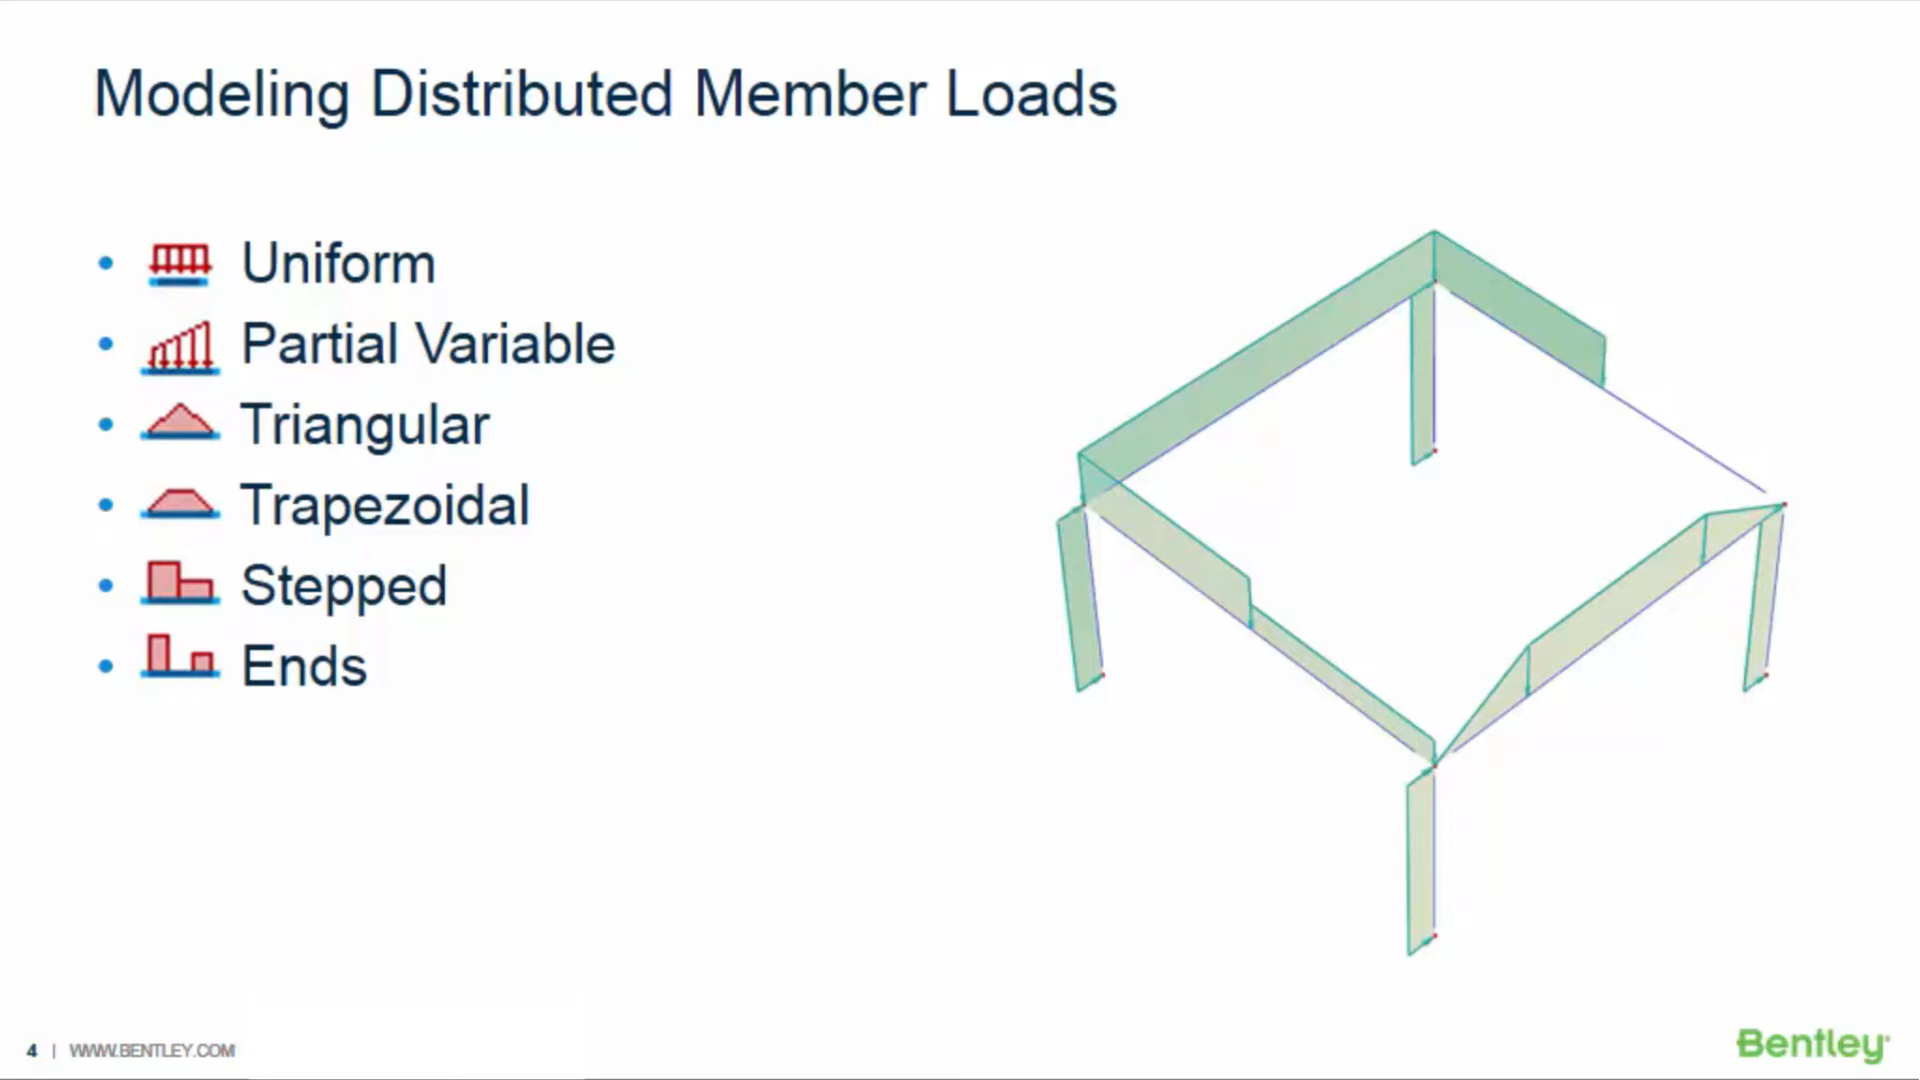 Modeling Distributed Member Loads
• Uniform
• Partial Variable
• Triangular
• Trapezoidal
• Stepped
• Ends
4 | WWW.BENTLEY.COM
Bentley